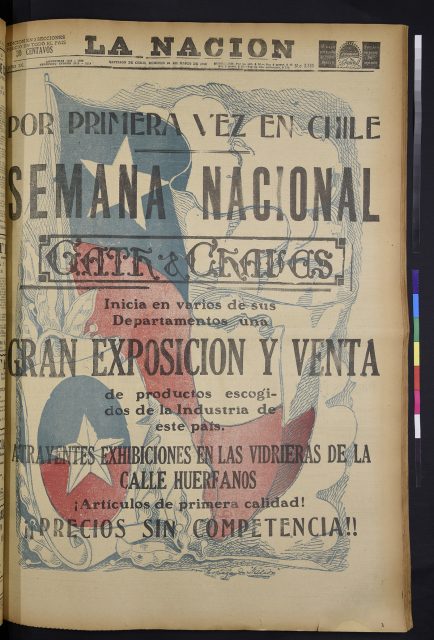 20 CENTAVOS
LA NACION
POR PRIMERA VEZ EN CHILE
SEMANA NACIONAL
GATH & CHAVES
Inicia en varios de sus
Departamentos una
GRAN EXPOSICION Y VENTA
de productos escogi-
dos de la Industria de
este país.
ATRAYENTES EXHIBICIONES EN LAS VIDRIERAS DE LA
CALLE HUERFANOS
¡Artículos de primera calidad!
¡¡PRECIOS SIN COMPETENCIA!!